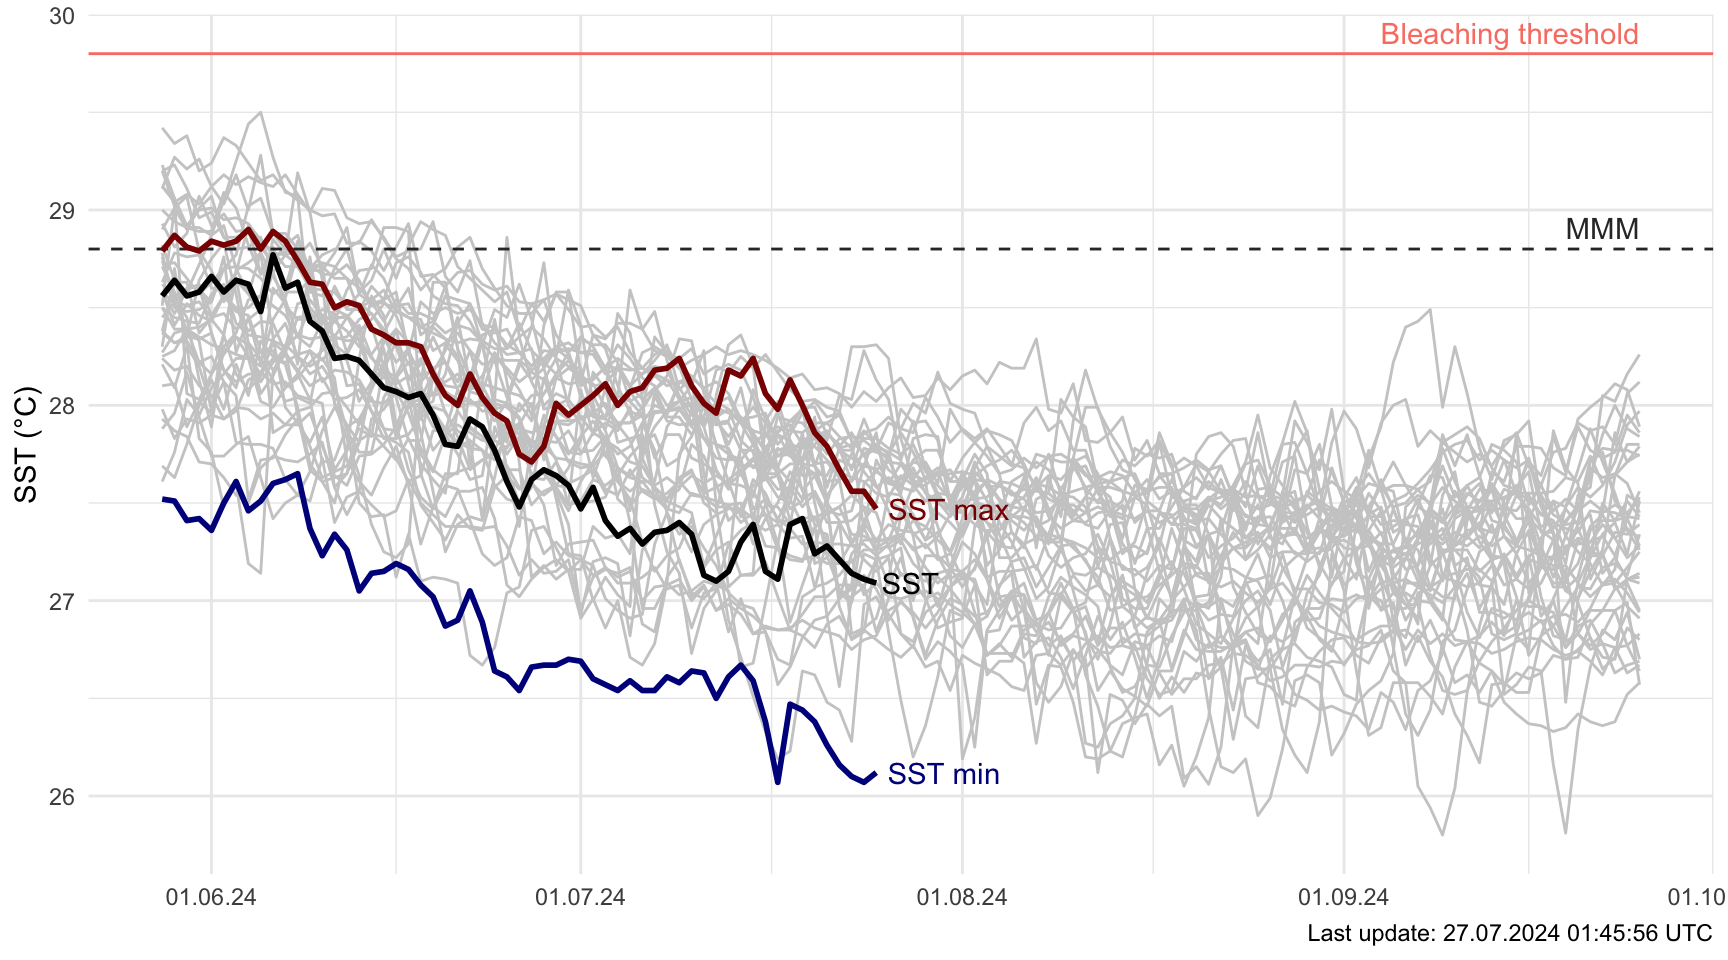 30
Bleaching threshold
29
MMM
28
SST (°C)
SST max
SST
27
SST min
26
01.06.24
01.07.24
01.08.24
01.09.24
01.10
Last update: 27.07.2024 01:45:56 UTC